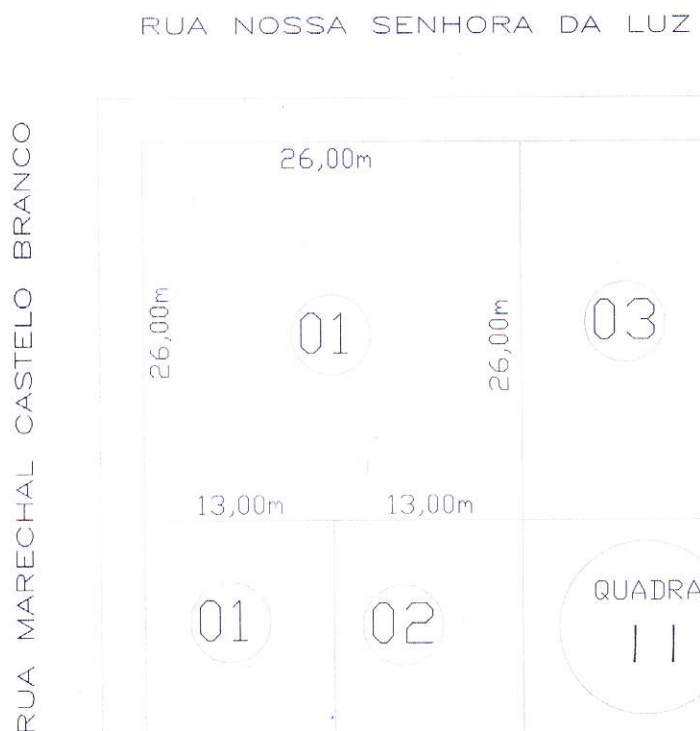 RUA NOSSA SENHORA DA LUZ
RUA MARECHAL CASTELO BRANCO
26,00m
26,00m
01
26,00m
03
13,00m
13,00m
01
02
QUADRA
11